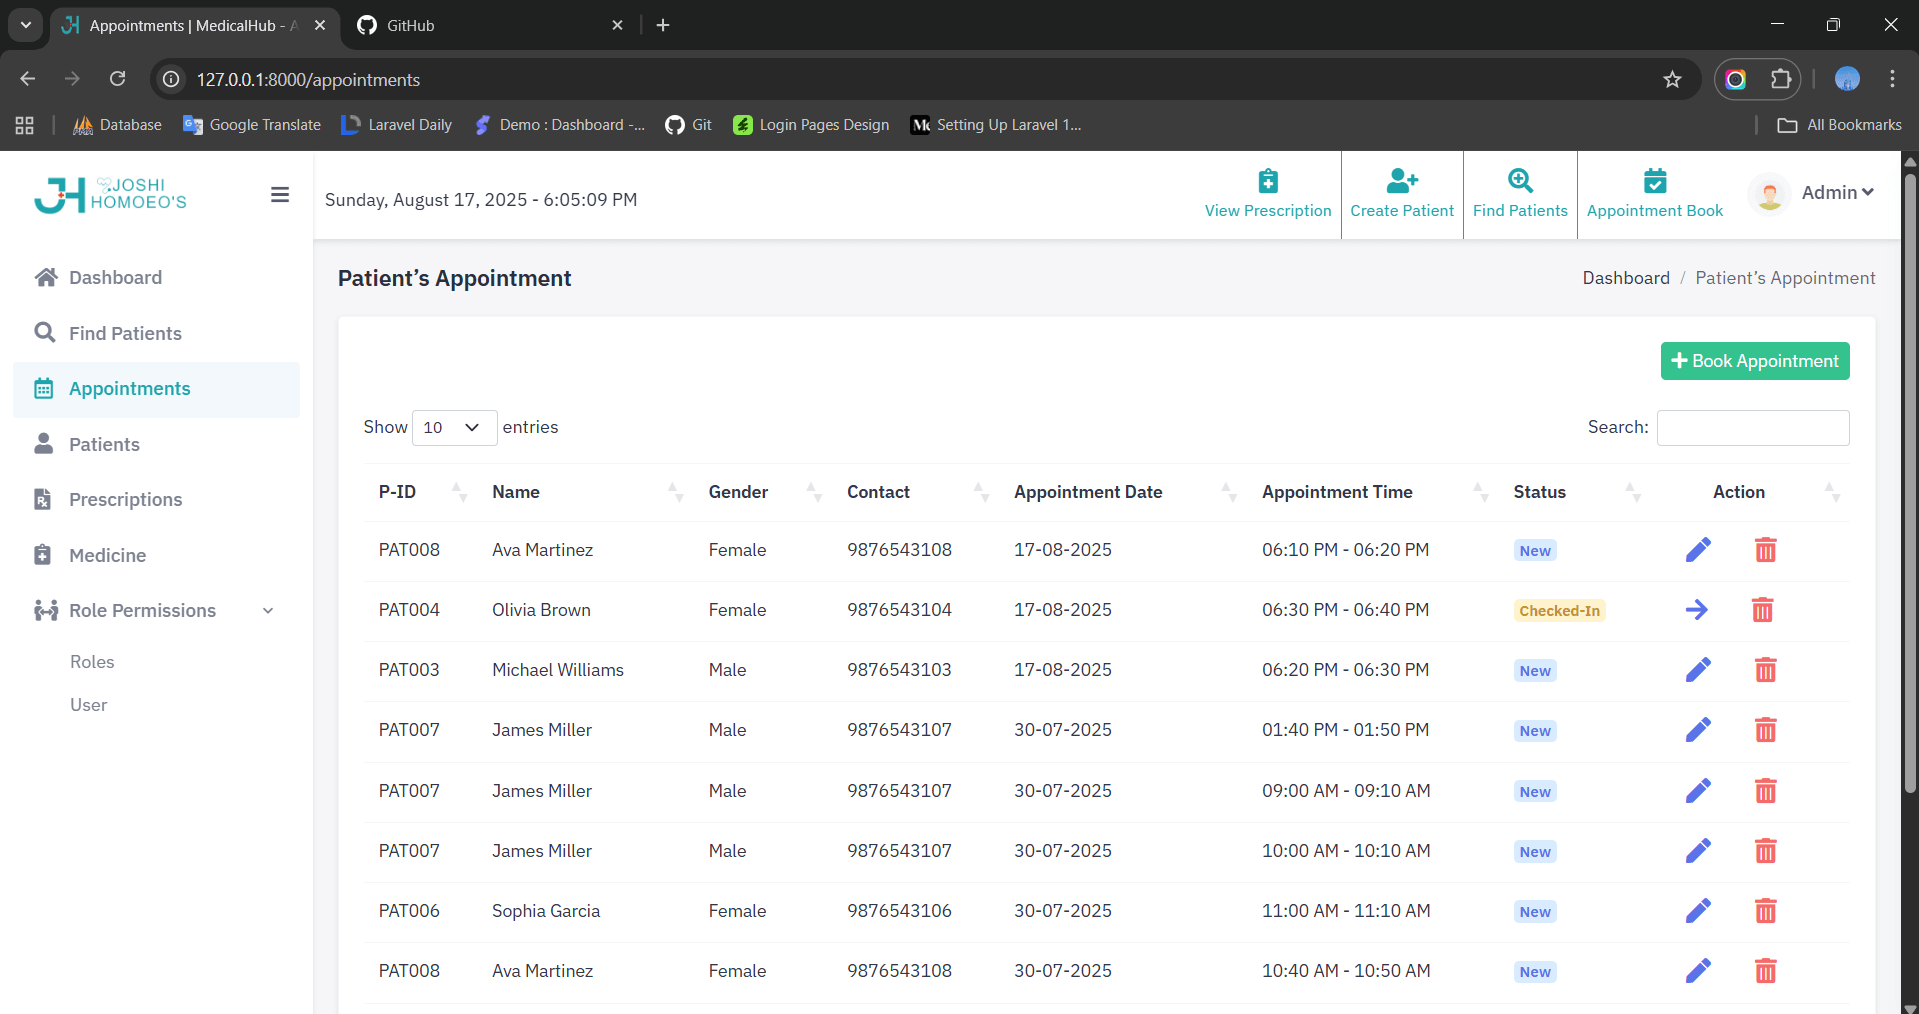 Appointments | MedicalHub - A
GitHub
127.0.0.1:8000/appointments
Database
Google Translate
Laravel Daily
Demo : Dashboard -...
Git
Login Pages Design
Setting Up Laravel 1...
All Bookmarks
JH JOSHI
HOMOEO'S
Sunday, August 17, 2025 - 6:05:09 PM
View Prescription
Create Patient
Find Patients
Appointment Book
Admin
Dashboard
Find Patients
Appointments
Patients
Prescriptions
Medicine
Role Permissions
Roles
User
Patient’s Appointment
Dashboard / Patient’s Appointment
Book Appointment
Show 10 entries
Search:
P-ID Name Gender Contact Appointment Date Appointment Time Status Action
PAT008 Ava Martinez Female 9876543108 17-08-2025 06:10 PM - 06:20 PM New
PAT004 Olivia Brown Female 9876543104 17-08-2025 06:30 PM - 06:40 PM Checked-In
PAT003 Michael Williams Male 9876543103 17-08-2025 06:20 PM - 06:30 PM New
PAT007 James Miller Male 9876543107 30-07-2025 01:40 PM - 01:50 PM New
PAT007 James Miller Male 9876543107 30-07-2025 09:00 AM - 09:10 AM New
PAT007 James Miller Male 9876543107 30-07-2025 10:00 AM - 10:10 AM New
PAT006 Sophia Garcia Female 9876543106 30-07-2025 11:00 AM - 11:10 AM New
PAT008 Ava Martinez Female 9876543108 30-07-2025 10:40 AM - 10:50 AM New